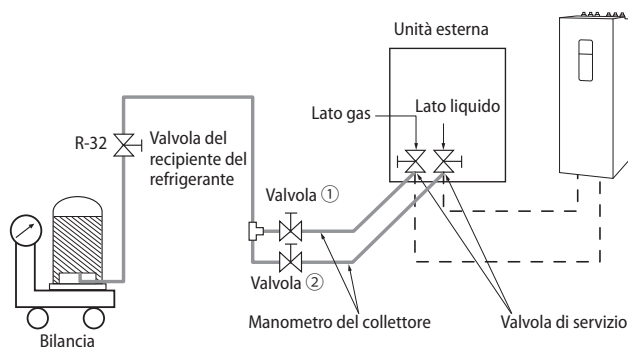 Unità esterna
Lato liquido
Lato gas
R-32
Valvola del
recipiente del
refrigerante
Valvola ①
Valvola ②
Manometro del collettore
Valvola di servizio
Bilancia